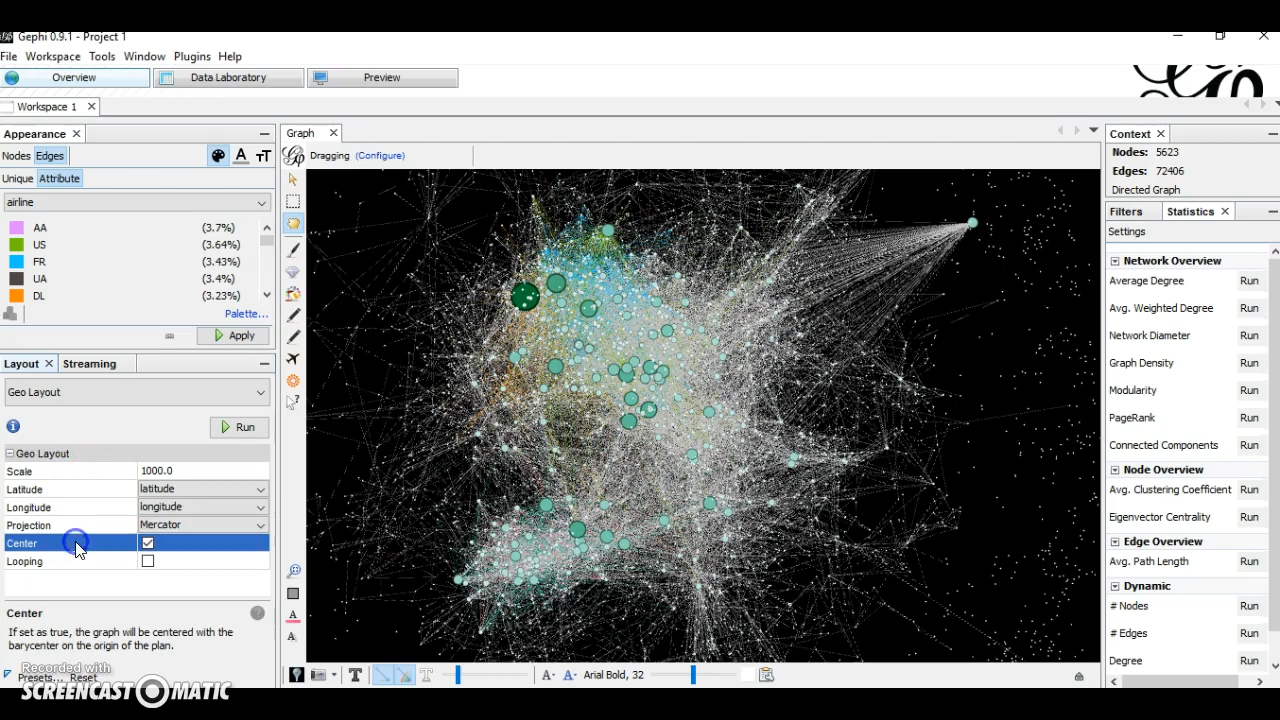 Gephi 0.9.1 - Project 1
File Workspace Tools Window Plugins Help
Overview Data Laboratory Preview
Workspace 1
Appearance
Nodes Edges
Unique Attribute
airline
AA (3.7%)
US (3.64%)
FR (3.43%)
UA (3.4%)
DL (3.23%)
Palette...
Apply
Layout Streaming
Geo Layout
Run
Geo Layout
Scale 1000.0
Latitude latitude
Longitude longitude
Projection Mercator
Center
Looping
Center
If set as true, the graph will be centered with the
barycenter on the origin of the plan.
Presets... Reset
Recorded with
SCREENCAST-O-MATIC
Graph
Dragging (Configure)
Arial Bold, 32
Context
Nodes: 5623
Edges: 72406
Directed Graph
Filters Statistics
Settings
Network Overview
Average Degree Run
Avg. Weighted Degree Run
Network Diameter Run
Graph Density Run
Modularity Run
PageRank Run
Connected Components Run
Node Overview
Avg. Clustering Coefficient Run
Eigenvector Centrality Run
Edge Overview
Avg. Path Length Run
Dynamic
# Nodes Run
# Edges Run
Degree Run